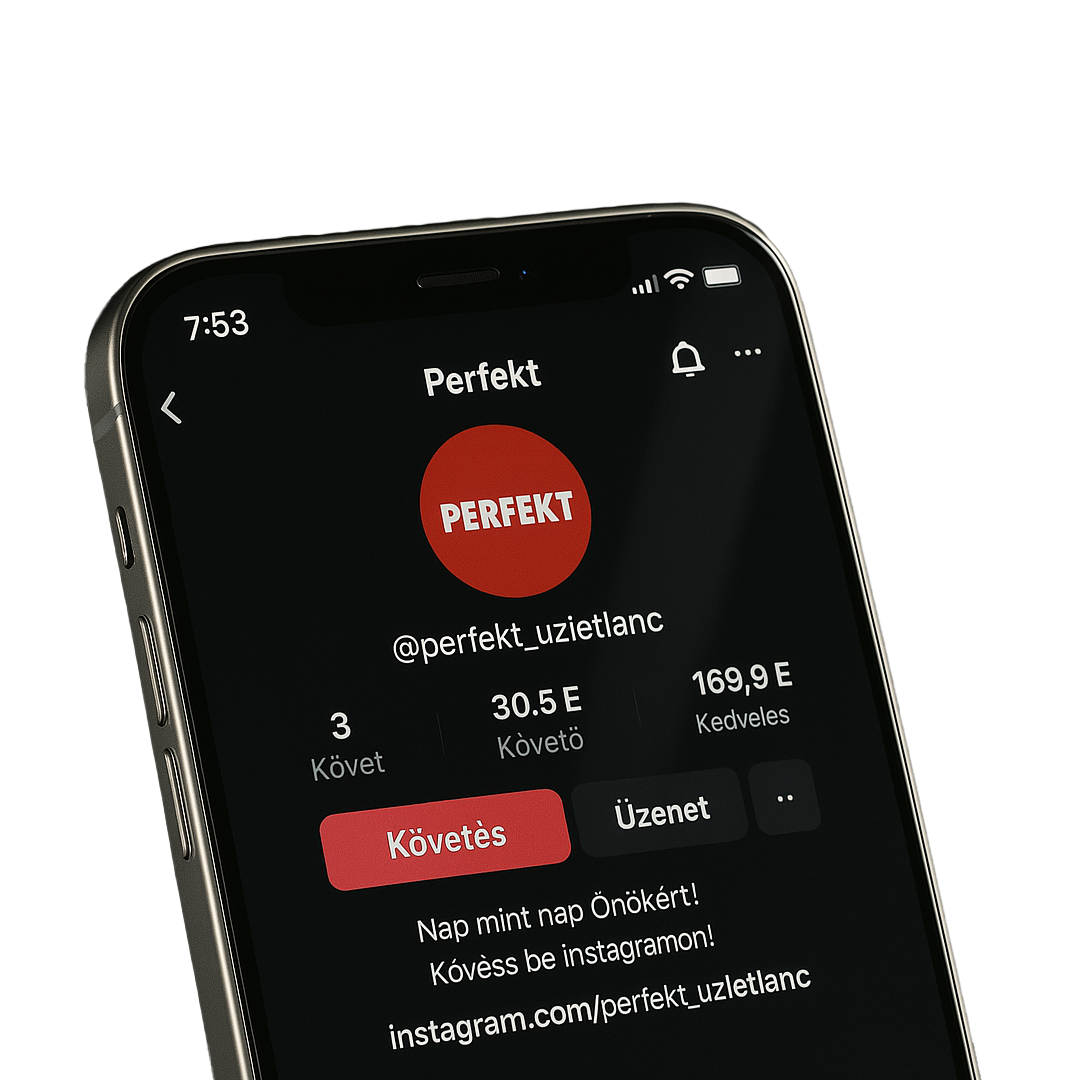 7:53
Perfekt
PERFEKT
@perfekt_uzietlanc
3
Követ
30.5 E
Kòvetö
169,9 E
Kedveles
Követès
Üzenet
Nap mint nap Önökért!
Kóvèss be instagramon!
instagram.com/perfekt_uzletlanc